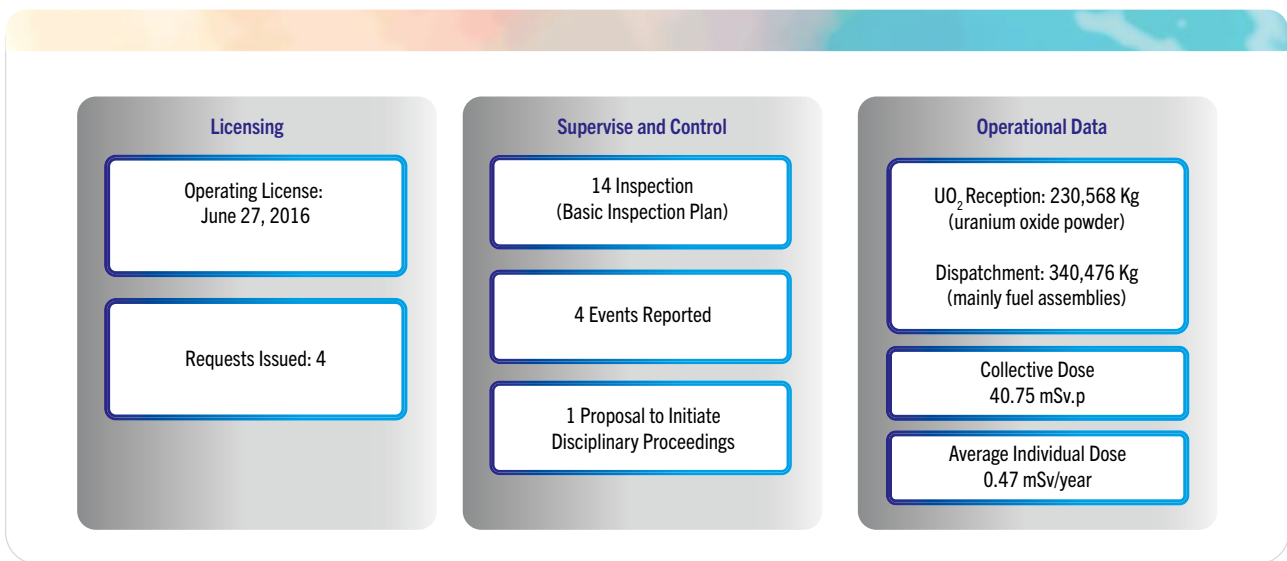 Licensing
Operating License:
June 27, 2016
Requests Issued: 4
Supervise and Control
14 Inspection
(Basic Inspection Plan)
4 Events Reported
1 Proposal to Initiate
Disciplinary Proceedings
Operational Data
UO₂ Reception: 230,568 Kg
(uranium oxide powder)
Dispatchment: 340,476 Kg
(mainly fuel assemblies)
Collective Dose
40.75 mSv.p
Average Individual Dose
0.47 mSv/year